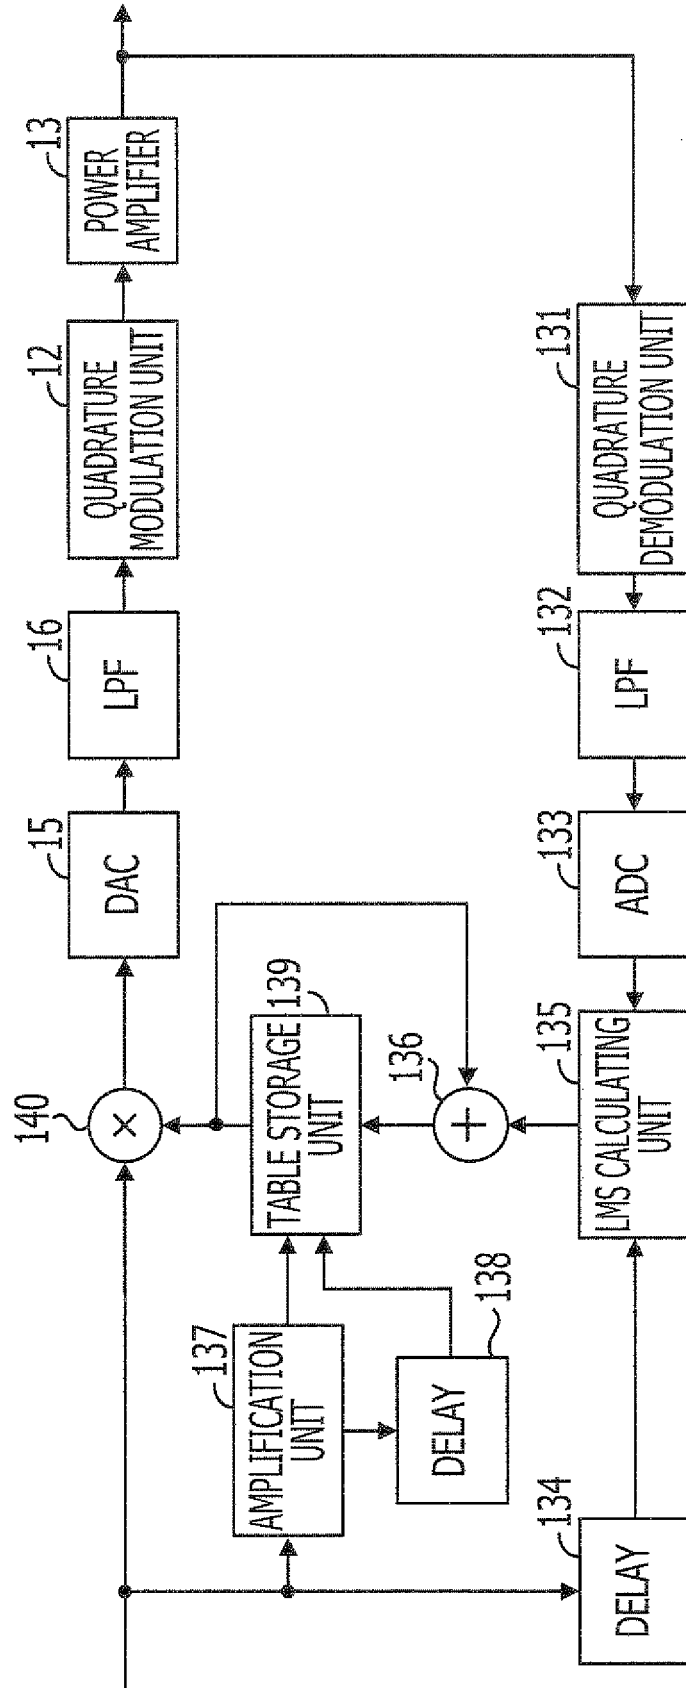 140
15
DAC
16
LPF
12
QUADRATURE
MODULATION UNIT
13
POWER
AMPLIFIER
137
AMPLIFICATION
UNIT
139
TABLE STORAGE
UNIT
138
DELAY
136
134
DELAY
135
LMS CALCULATING
UNIT
133
ADC
132
LPF
131
QUADRATURE
DEMODULATION UNIT